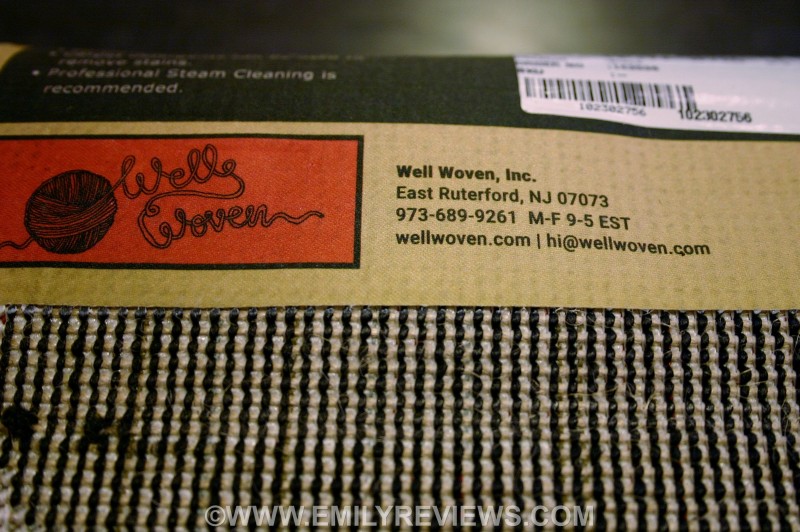 remove stains.
• Professional Steam Cleaning is
recommended.
102302756
102302756
Well
Woven
Well Woven, Inc.
East Ruterford, NJ 07073
973-689-9261 M-F 9-5 EST
wellwoven.com | hi@wellwoven.com
©WWW.EMILYREVIEWS.COM